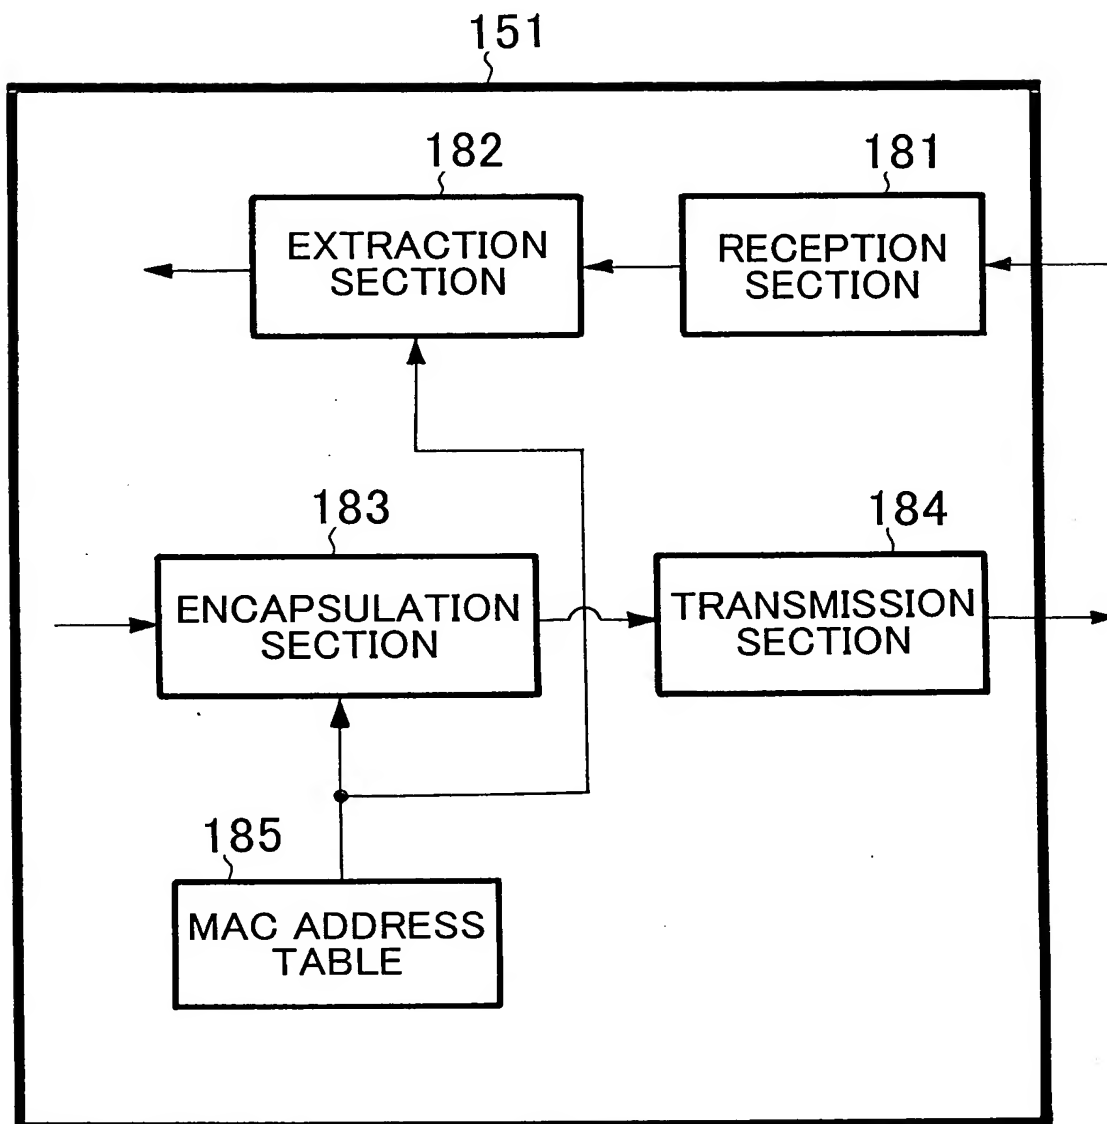 151
182
181
EXTRACTION
SECTION
RECEPTION
SECTION
183
184
ENCAPSULATION
SECTION
TRANSMISSION
SECTION
185
MAC ADDRESS
TABLE